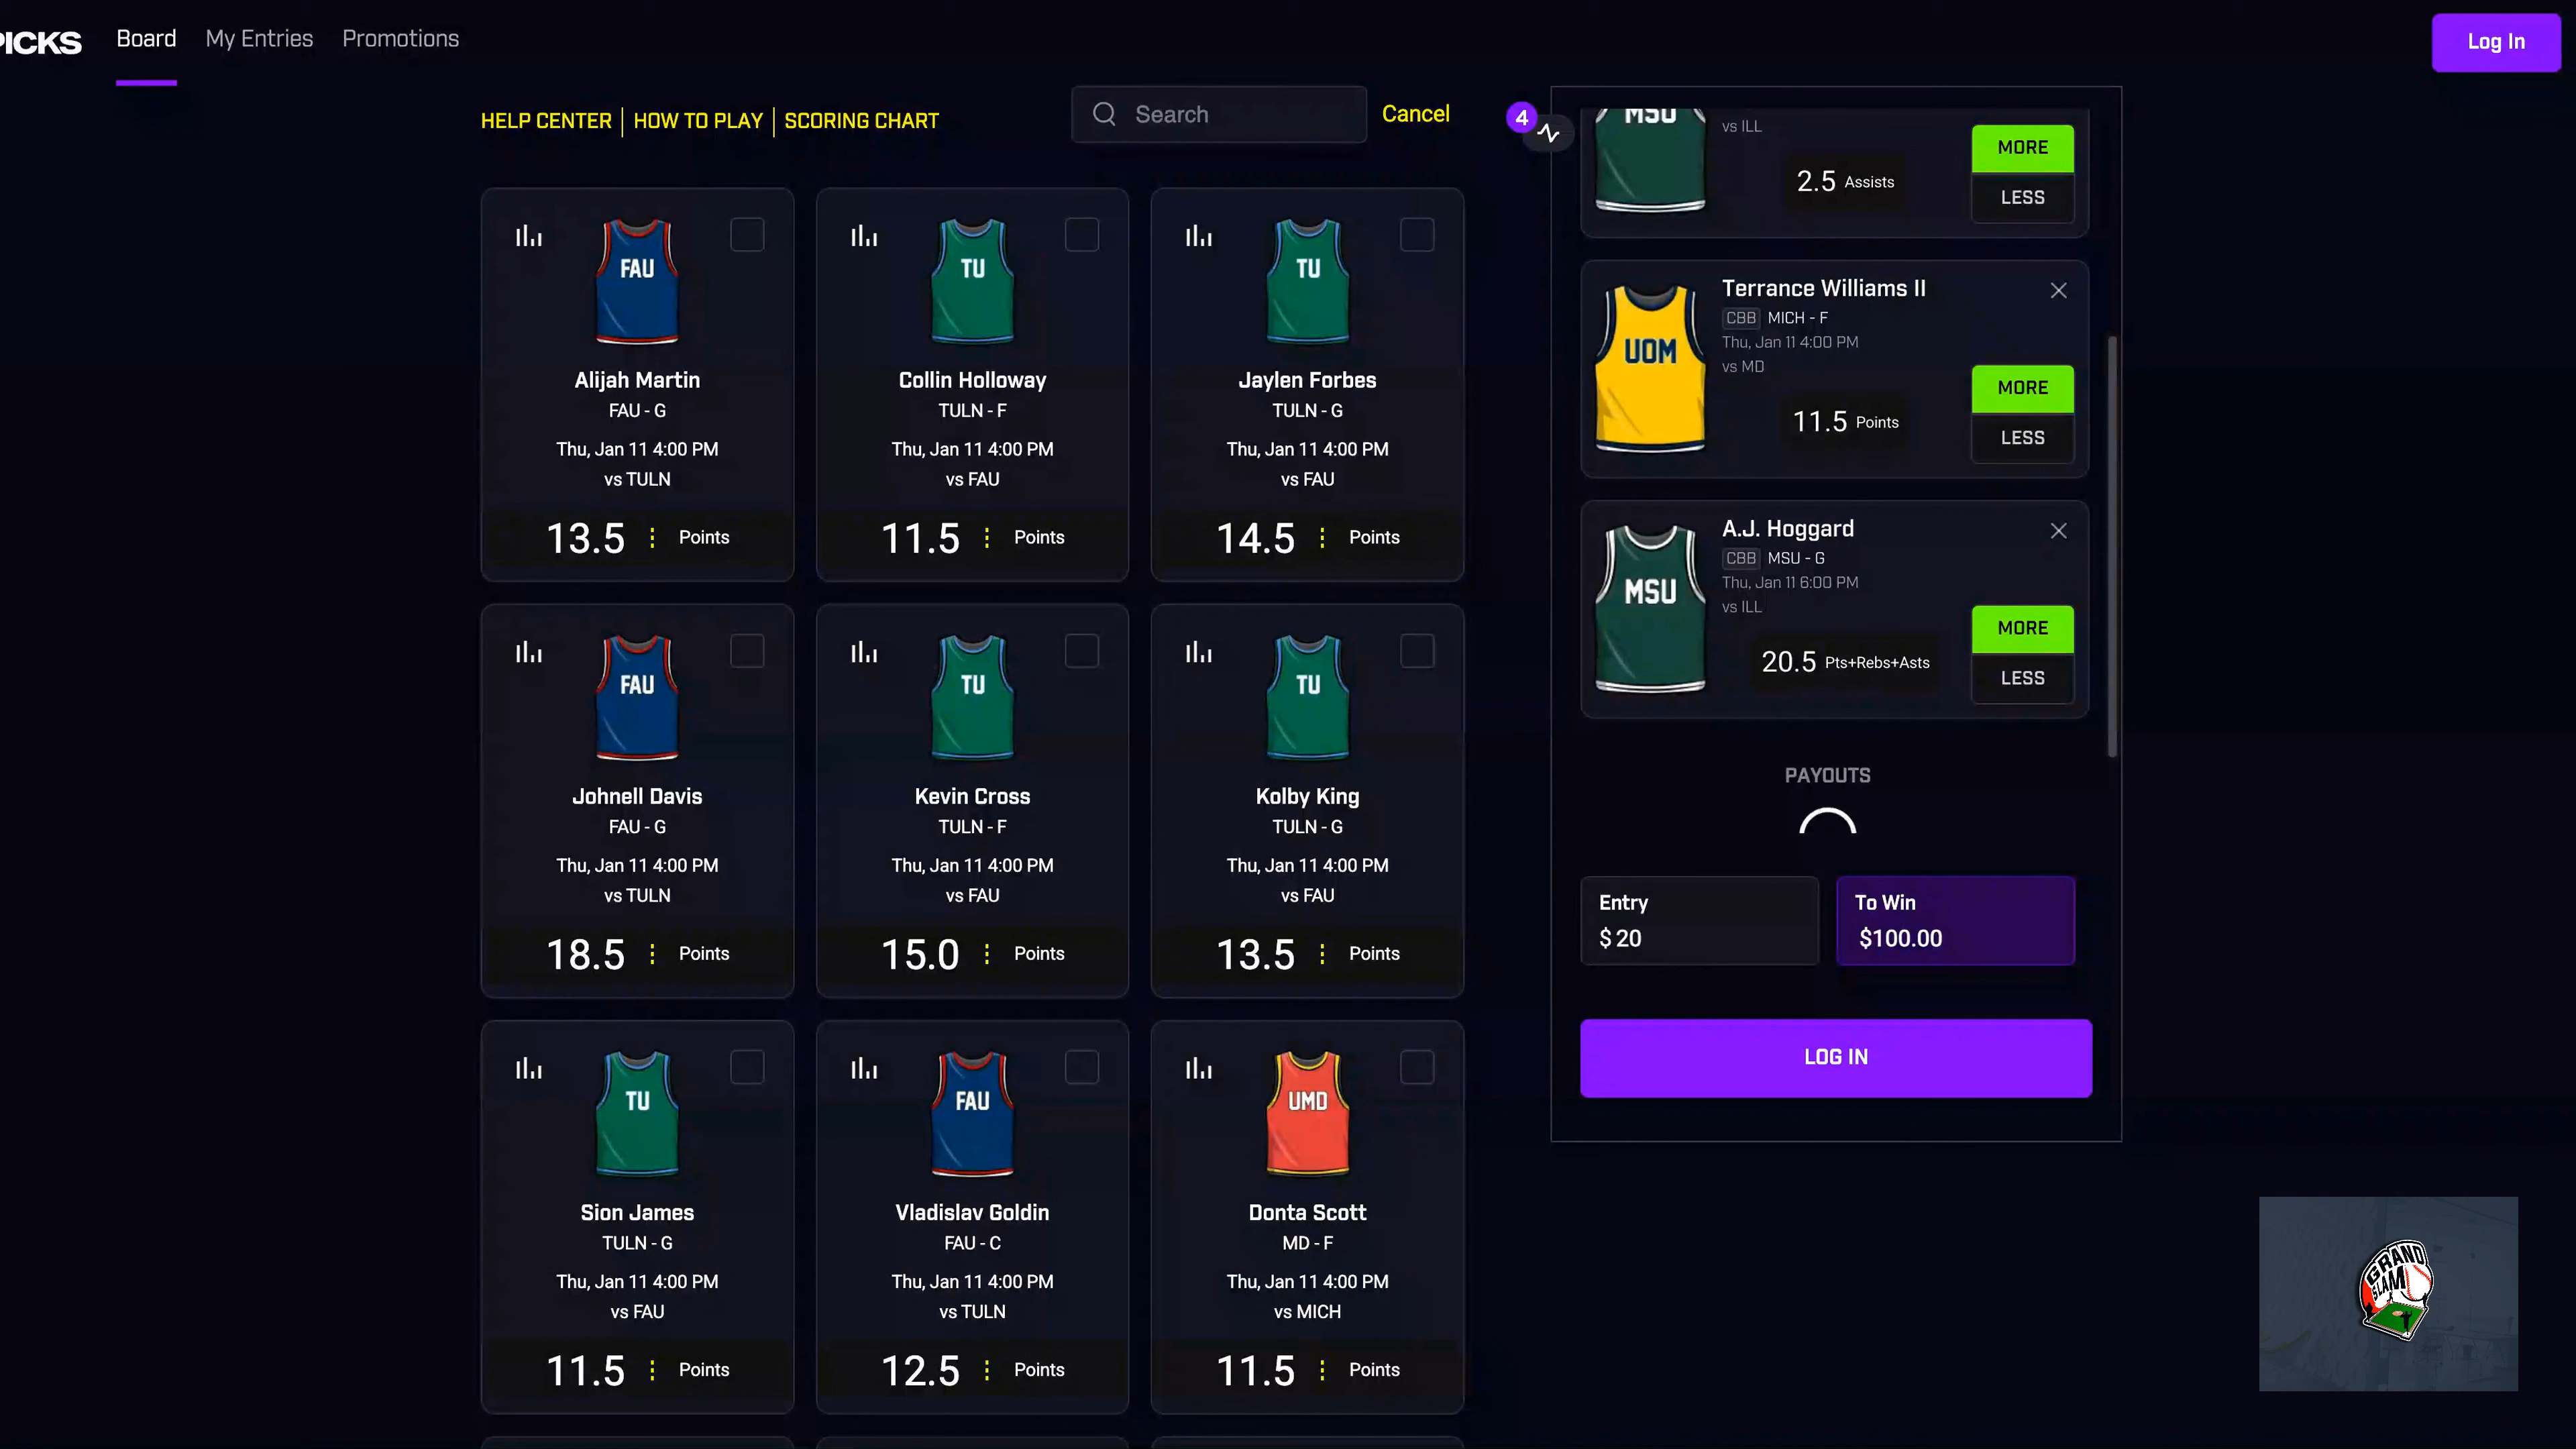 PICKS
Board
My Entries
Promotions
Log In
HELP CENTER
HOW TO PLAY
SCORING CHART
Search
Cancel
FAU
Alijah Martin
FAU - G
Thu, Jan 11 4:00 PM
vs TULN
13.5 Points
TU
Collin Holloway
TULN - F
Thu, Jan 11 4:00 PM
vs FAU
11.5 Points
TU
Jaylen Forbes
TULN - G
Thu, Jan 11 4:00 PM
vs FAU
14.5 Points
FAU
Johnell Davis
FAU - G
Thu, Jan 11 4:00 PM
vs TULN
18.5 Points
TU
Kevin Cross
TULN - F
Thu, Jan 11 4:00 PM
vs FAU
15.0 Points
TU
Kolby King
TULN - G
Thu, Jan 11 4:00 PM
vs FAU
13.5 Points
TU
Sion James
TULN - G
Thu, Jan 11 4:00 PM
vs FAU
11.5 Points
FAU
Vladislav Goldin
FAU - C
Thu, Jan 11 4:00 PM
vs TULN
12.5 Points
UMD
Donta Scott
MD - F
Thu, Jan 11 4:00 PM
vs MICH
11.5 Points
4
MSU
vs ILL
2.5 Assists
MORE
LESS
UOM
Terrance Williams II
CBB MICH - F
Thu, Jan 11 4:00 PM
vs MD
11.5 Points
MORE
LESS
MSU
A.J. Hoggard
CBB MSU - G
Thu, Jan 11 6:00 PM
vs ILL
20.5 Pts+Rebs+Asts
MORE
LESS
PAYOUTS
Entry
$ 20
To Win
$100.00
LOG IN
GRAND
SLAM